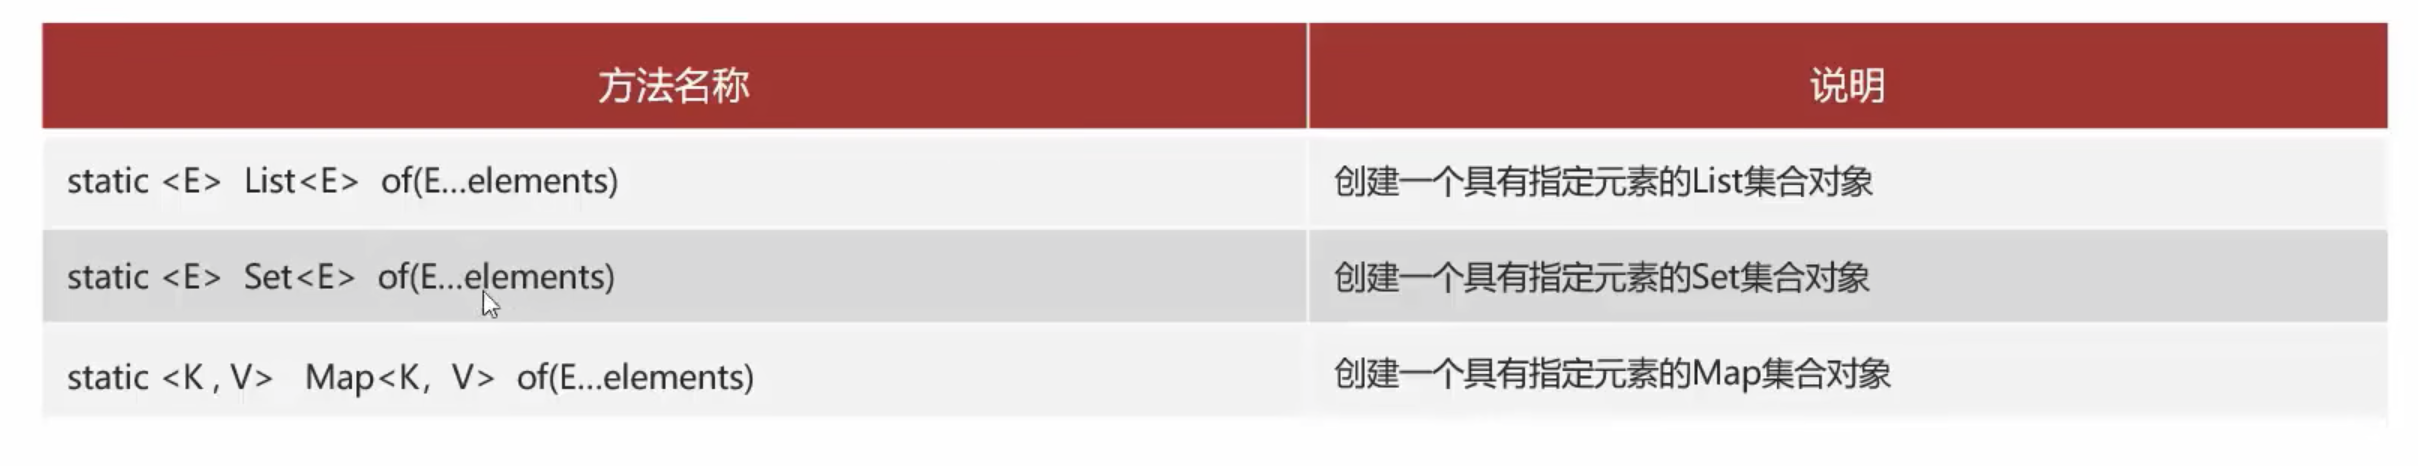 方法名称 说明
static <E> List<E> of(E...elements) 创建一个具有指定元素的List集合对象
static <E> Set<E> of(E...elements) 创建一个具有指定元素的Set集合对象
static <K , V> Map<K, V> of(E...elements) 创建一个具有指定元素的Map集合对象